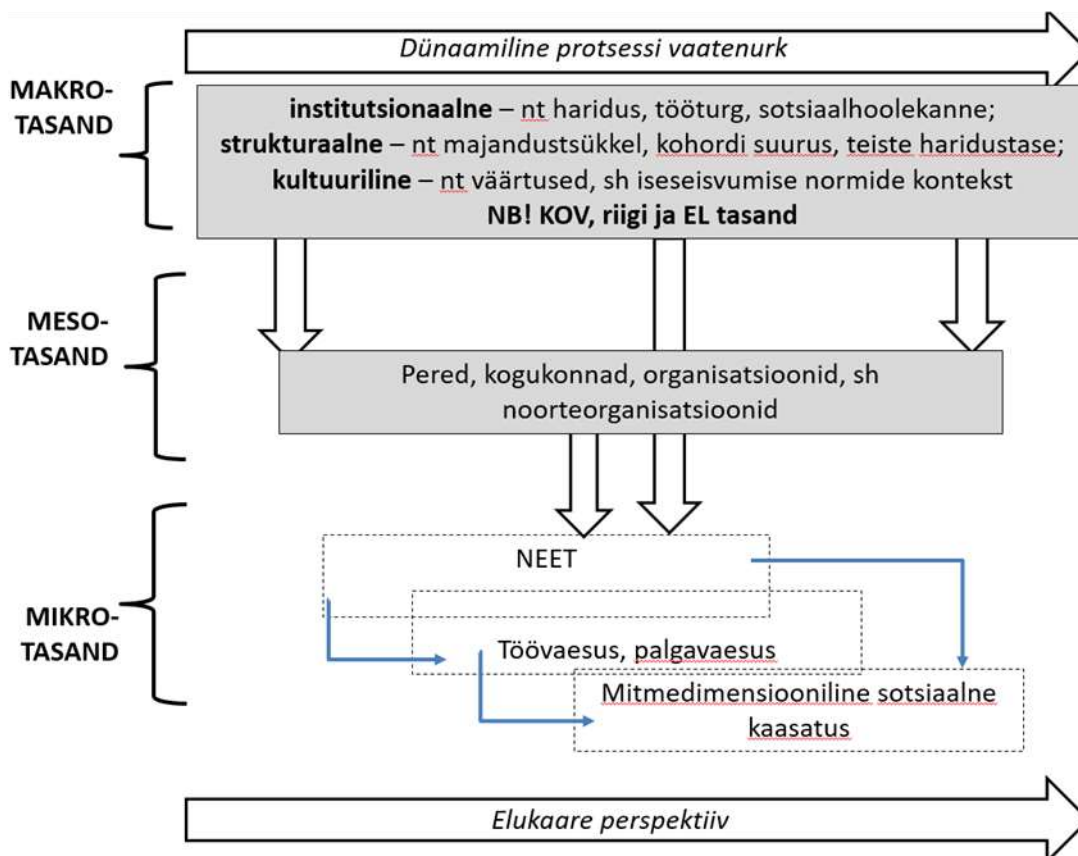 Dünaamiline protsessi vaatenurk
MAKRO-
TASAND
institutsionaalne – nt haridus, tööturg, sotsiaalhoolekanne;
strukturaalne – nt majandustsükkel, kohordi suurus, teiste haridustase;
kultuuriline – nt väärtused, sh iseseisvumise normide kontekst
NB! KOV, riigi ja EL tasand
MESO-
TASAND
Pered, kogukonnad, organisatsioonid, sh
noorteorganisatsioonid
MIKRO-
TASAND
NEET
Töövaesus, palgavaesus
Mitmedimensiooniline sotsiaalne
kaasatus
Elukaare perspektiiv